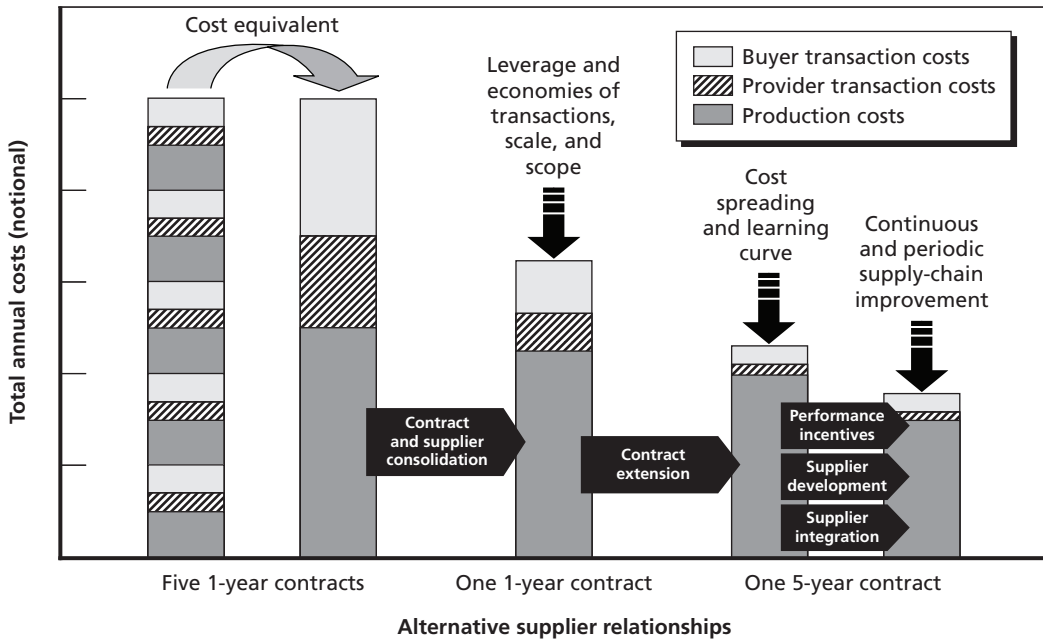 Cost equivalent
Buyer transaction costs
Provider transaction costs
Production costs
Leverage and
economies of
transactions,
scale, and
scope
Cost
spreading
and learning
curve
Continuous
and periodic
supply-chain
improvement
Total annual costs (notional)
Contract
and supplier
consolidation
Contract
extension
Performance
incentives
Supplier
development
Supplier
integration
Five 1-year contracts
One 1-year contract
One 5-year contract
Alternative supplier relationships